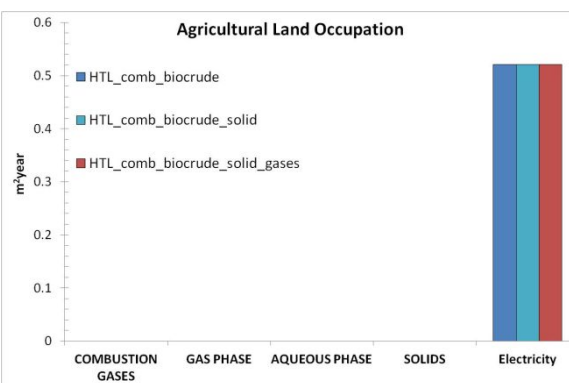 Agricultural Land Occupation
0.6
0.5
0.4
0.3
0.2
0.1
0
m²year
HTL_comb_biocrude
HTL_comb_biocrude_solid
HTL_comb_biocrude_solid_gases
COMBUSTION GASES
GAS PHASE
AQUEOUS PHASE
SOLIDS
Electricity